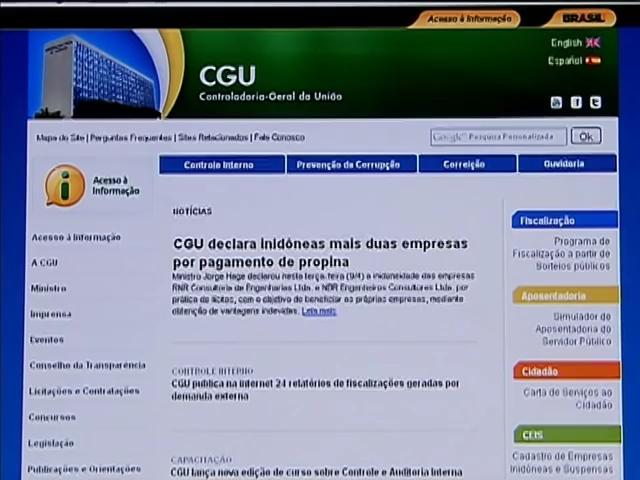 Acesso à Informação
BRASIL
English
Español
CGU
Controladoria-Geral da União
Mapa do Site | Perguntas Frequentes | Sites Relacionados | Fale Conosco
Google™ Pesquisa Personalizada
Ok
Acesso à
Informação
Controle Interno
Prevenção da Corrupção
Correição
Ouvidoria
NOTÍCIAS
CGU declara inidôneas mais duas empresas
por pagamento de propina
Ministro Jorge Hage declarou nesta terça-feira (9/4) a inidoneidade das empresas
RNR Consultoria de Engenharias Ltda. e NDR Engenheiros Consultores Ltda. por
prática de ilícitos, com o objetivo de beneficiar as próprias empresas, mediante
obtenção de vantagens indevidas. Leia mais
CONTROLE INTERNO
CGU publica na internet 24 relatórios de fiscalizações geradas por
demanda externa
CAPACITAÇÃO
CGU lança nova edição de curso sobre Controle e Auditoria Interna
Acesso à Informação
A CGU
Ministro
Imprensa
Eventos
Conselho da Transparência
Licitações e Contratações
Concursos
Legislação
Publicações e Orientações
Fiscalização
Programa de
Fiscalização a partir de
Sorteios públicos
Aposentadoria
Simulador de
Aposentadoria do
Servidor Público
Cidadão
Carta de Serviços ao
Cidadão
CEIS
Cadastro de Empresas
Inidôneas e Suspensas